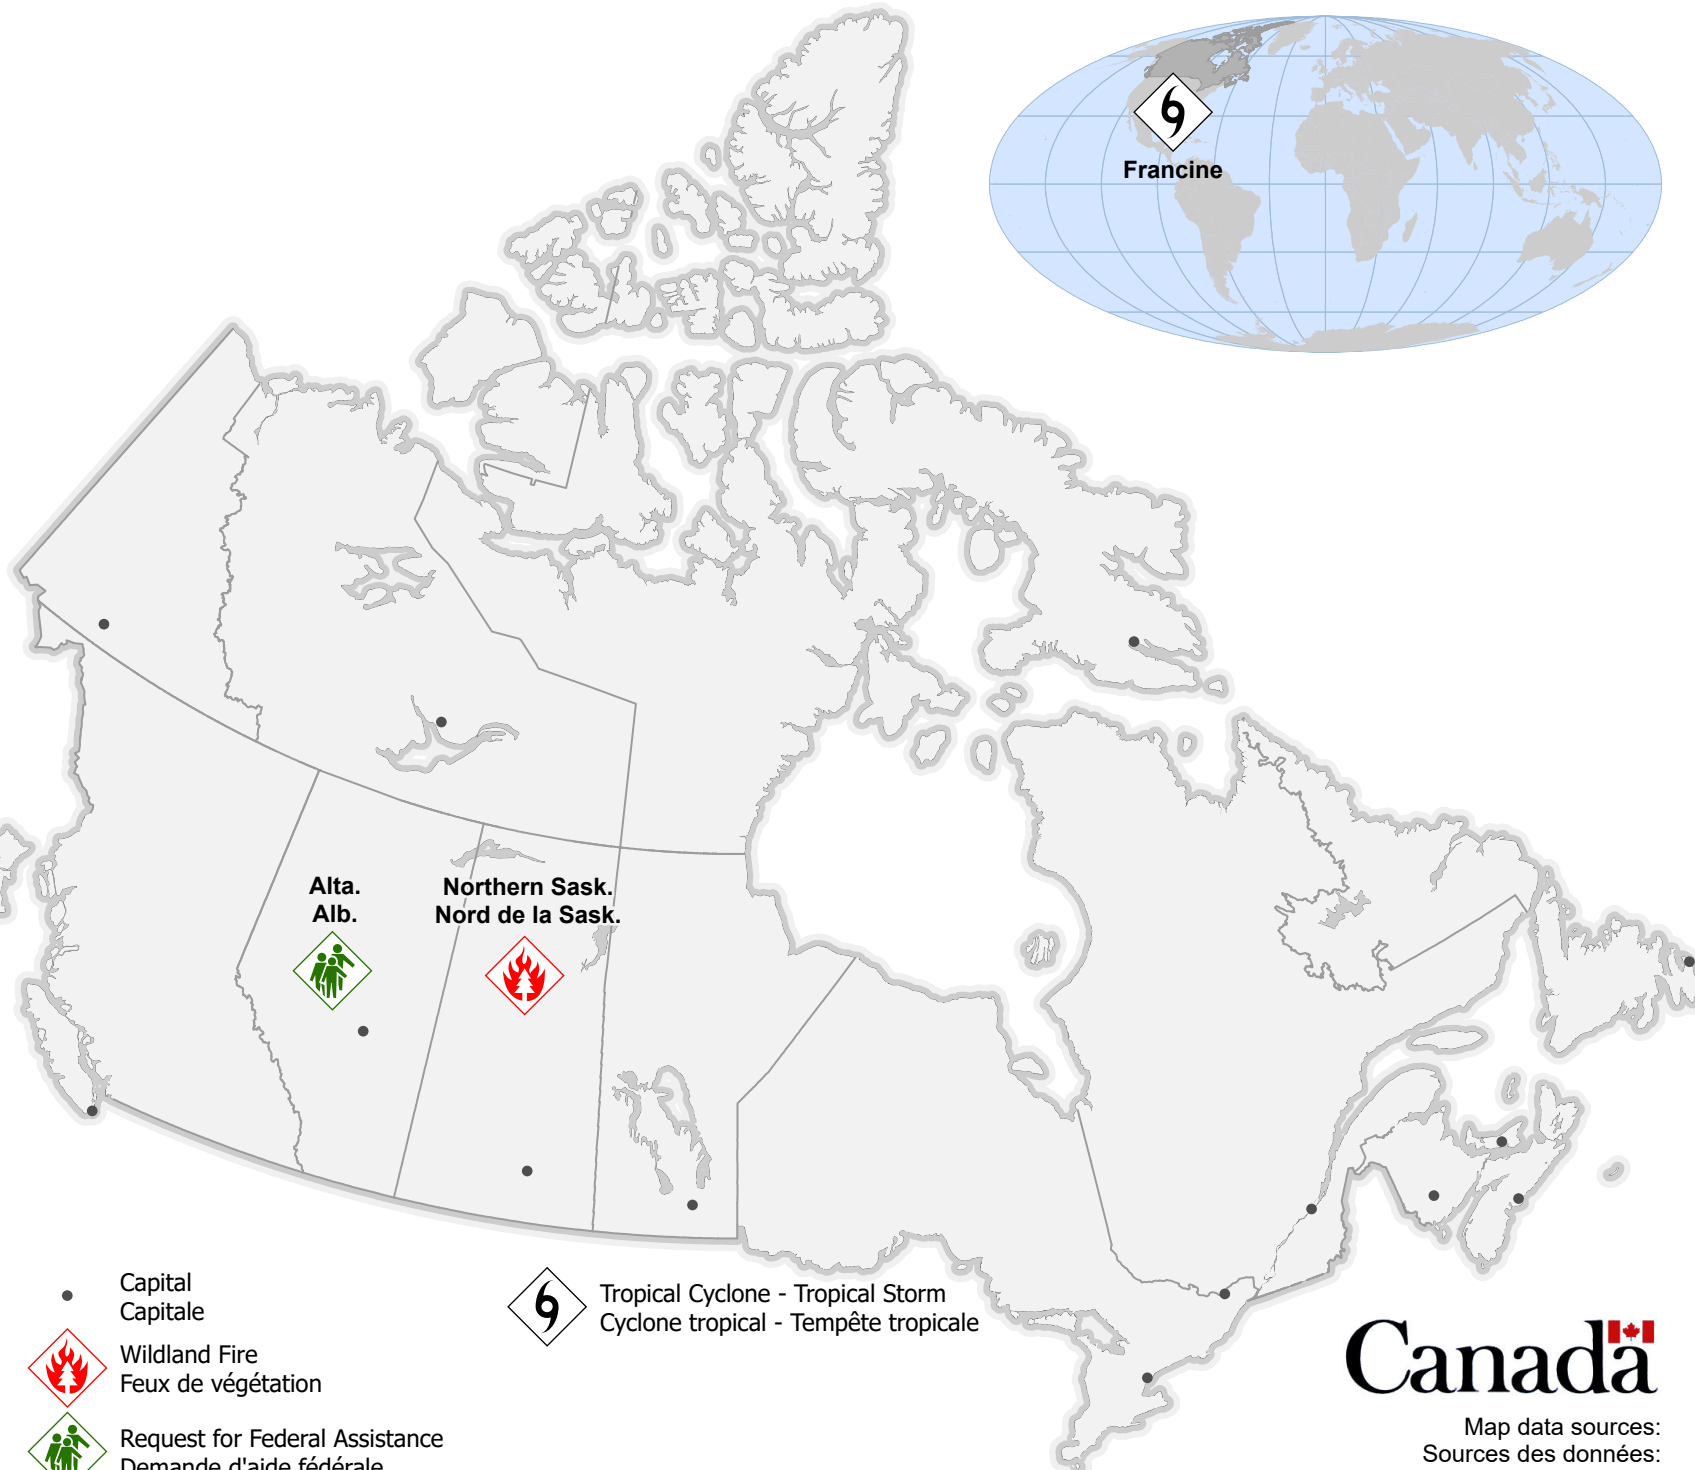 Francine
Alta.
Alb.
Northern Sask.
Nord de la Sask.
Capital
Capitale
Wildland Fire
Feux de végétation
Request for Federal Assistance
Demande d'aide fédérale
Tropical Cyclone - Tropical Storm
Cyclone tropical - Tempête tropicale
Canada
Map data sources:
Sources des données: